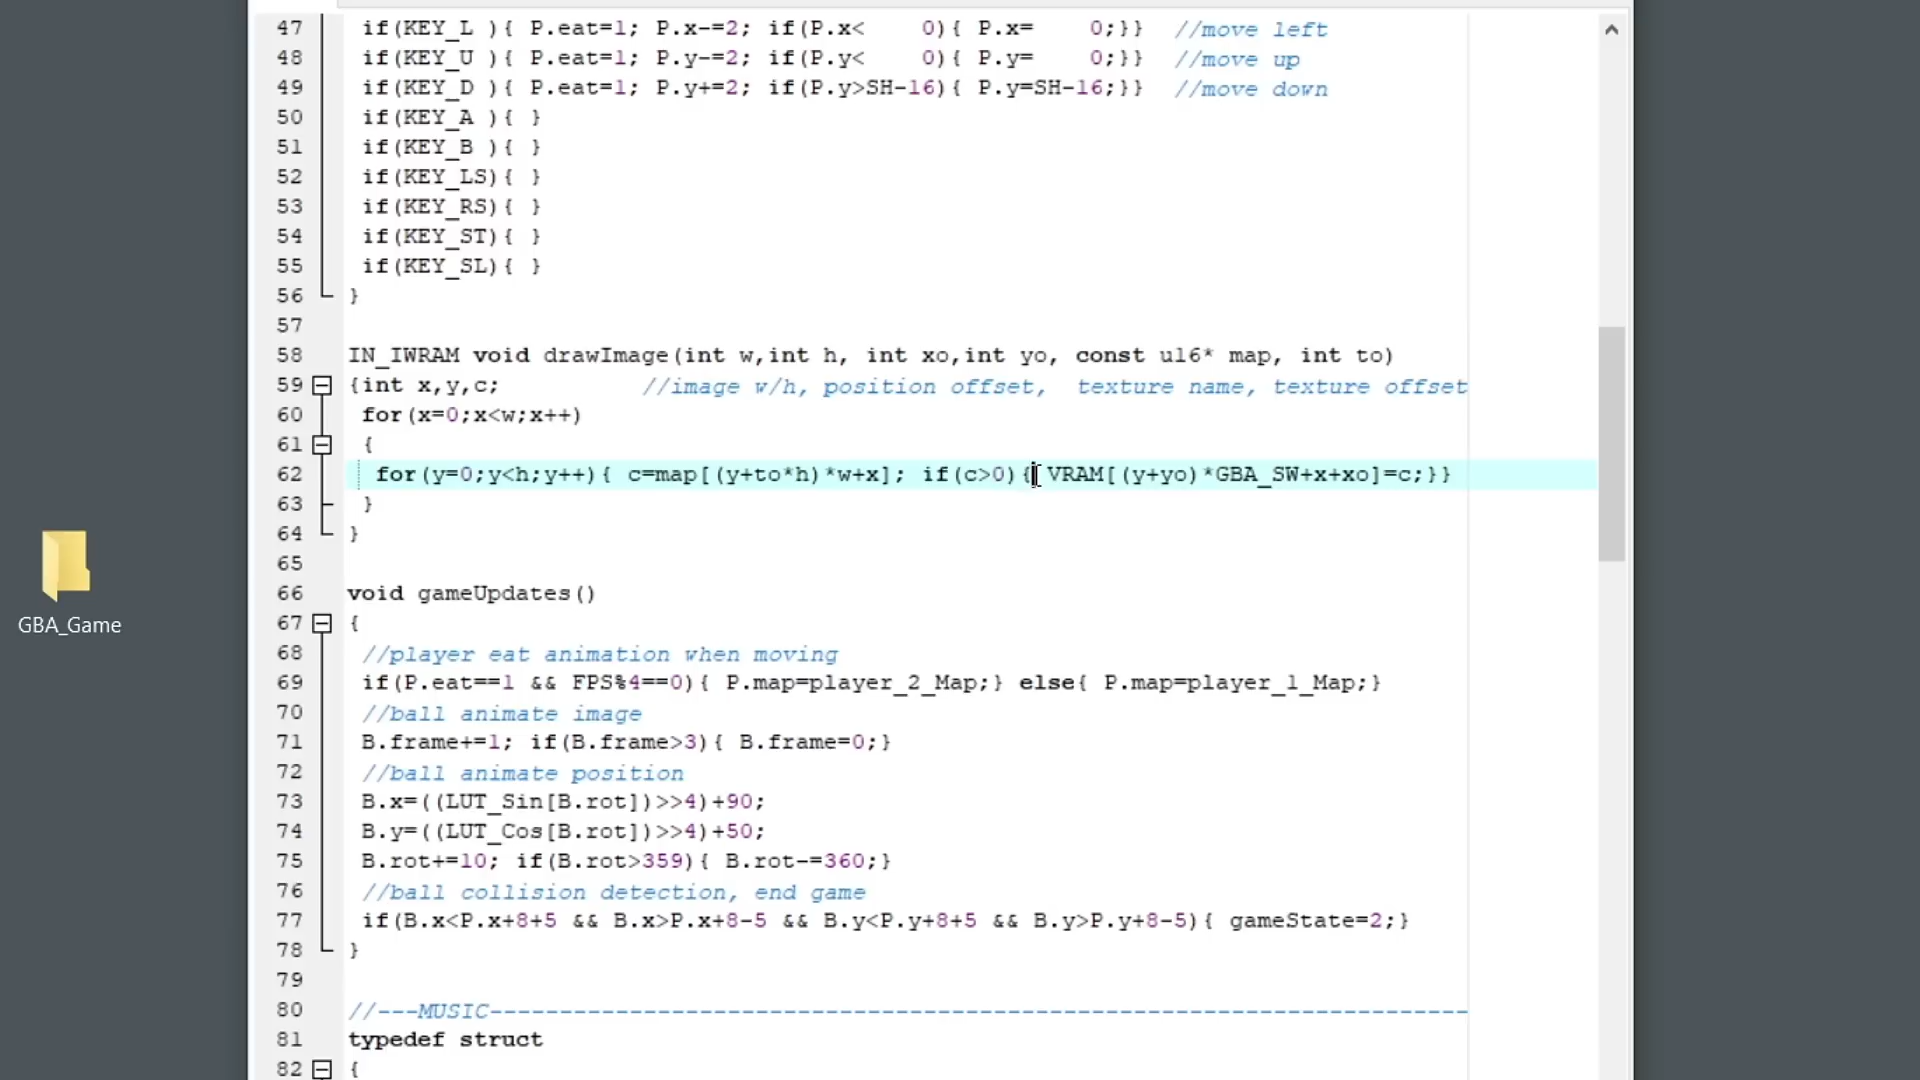 47 if(KEY_L ){ P.eat=1; P.x-=2; if(P.x<    0){ P.x=    0;}}  //move left
48 if(KEY_U ){ P.eat=1; P.y-=2; if(P.y<    0){ P.y=    0;}}  //move up
49 if(KEY_D ){ P.eat=1; P.y+=2; if(P.y>SH-16){ P.y=SH-16;}}  //move down
50 if(KEY_A ){ }
51 if(KEY_B ){ }
52 if(KEY_LS){ }
53 if(KEY_RS){ }
54 if(KEY_ST){ }
55 if(KEY_SL){ }
56 }
57
58 IN_IWRAM void drawImage(int w,int h, int xo,int yo, const u16* map, int to)
59 {int x,y,c;          //image w/h, position offset,  texture name, texture offset
60 for(x=0;x<w;x++)
61 {
62 for(y=0;y<h;y++){ c=map[(y+to*h)*w+x]; if(c>0){ VRAM[(y+yo)*GBA_SW+x+xo]=c;}}
63 }
64 }
65
66 void gameUpdates()
67 {
68 //player eat animation when moving
69 if(P.eat==1 && FPS%4==0){ P.map=player_2_Map;} else{ P.map=player_1_Map;}
70 //ball animate image
71 B.frame+=1; if(B.frame>3){ B.frame=0;}
72 //ball animate position
73 B.x=((LUT_Sin[B.rot])>>4)+90;
74 B.y=((LUT_Cos[B.rot])>>4)+50;
75 B.rot+=10; if(B.rot>359){ B.rot-=360;}
76 //ball collision detection, end game
77 if(B.x<P.x+8+5 && B.x>P.x+8-5 && B.y<P.y+8+5 && B.y>P.y+8-5){ gameState=2;}
78 }
79
80 //---MUSIC----------------------------------------------------------------------
81 typedef struct
82 {
GBA_Game